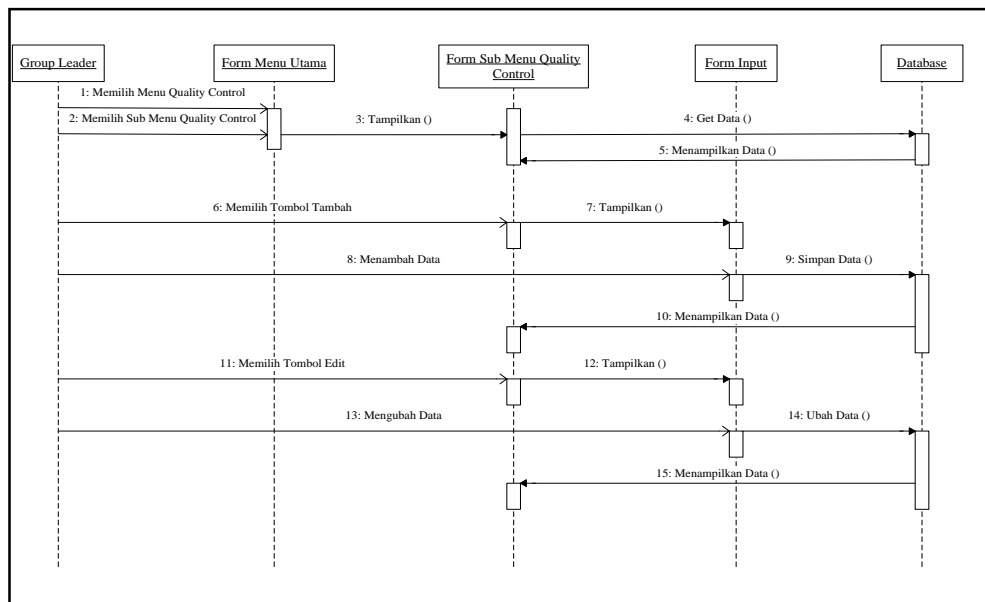 Group Leader
Form Menu Utama
Form Sub Menu Quality
Control
Form Input
Database
1: Memilih Menu Quality Control
2: Memilih Sub Menu Quality Control
3: Tampilkan ()
4: Get Data ()
5: Menampilkan Data ()
6: Memilih Tombol Tambah
7: Tampilkan ()
8: Menambah Data
9: Simpan Data ()
10: Menampilkan Data ()
11: Memilih Tombol Edit
12: Tampilkan ()
13: Mengubah Data
14: Ubah Data ()
15: Menampilkan Data ()